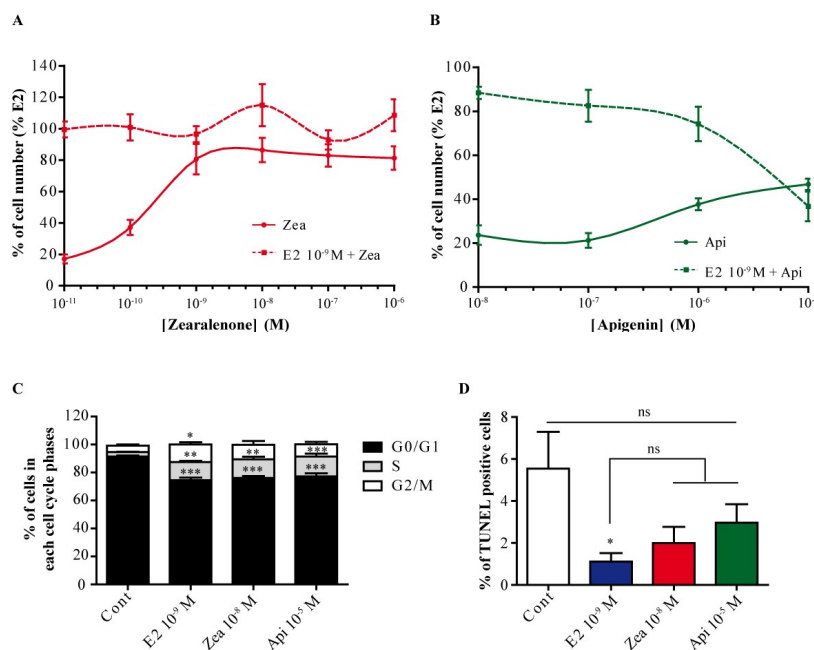 A
% of cell number (% E2)
140
120
100
80
60
40
20
0
Zea
E2 10⁻⁹M + Zea
10⁻¹¹ 10⁻¹⁰ 10⁻⁹ 10⁻⁸ 10⁻⁷ 10⁻⁶
[Zearalenone] (M)
B
% of cell number (% E2)
100
80
60
40
20
0
Api
E2 10⁻⁹M + Api
10⁻⁸ 10⁻⁷ 10⁻⁶ 10⁻
[Apigenin] (M)
C
% of cells in
each cell cycle phases
120
100
80
60
40
20
0
* 
** ** ***
*** *** ***
G0/G1
S
G2/M
Cont
E2 10⁻⁹ M
Zea 10⁻⁸ M
Api 10⁻⁵ M
D
% of TUNEL positive cells
8
6
4
2
0
ns
ns
*
Cont
E2 10⁻⁹ M
Zea 10⁻⁸ M
Api 10⁻⁵ M